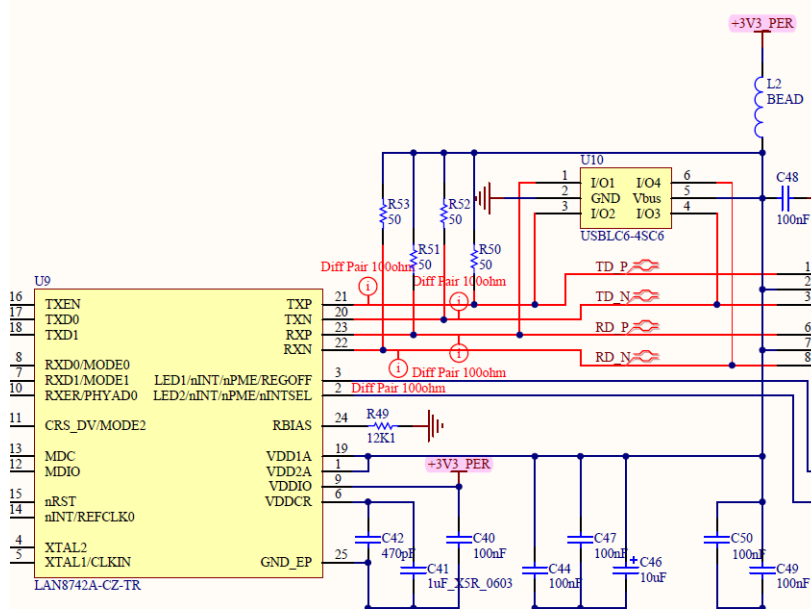 +3V3_PER
L2
BEAD
U10
1 I/O1 I/O4 6
2 GND Vbus 5
3 I/O2 I/O3 4
USBLC6-4SC6
C48
100nF
R53
50
R52
50
R51
50
R50
50
Diff Pair 100ohm
Diff Pair 100ohm
TD_P
TD_N
RD_P
RD_N
1
2
3
6
7
8
i
i
i
i
Diff Pair 100ohm
Diff Pair 100ohm
U9
16 TXEN TXP 21
17 TXD0 TXN 20
18 TXD1 RXP 23
RXN 22
8 RXD0/MODE0
7 RXD1/MODE1 LED1/nINT/nPME/REGOFF 3
10 RXER/PHYAD0 LED2/nINT/nPME/nINTSEL 2
11 CRS_DV/MODE2 RBIAS 24
R49
12K1
13 MDC VDD1A 19
12 MDIO VDD2A 1
VDDIO 9
15 nRST VDDCR 6
14 nINT/REFCLK0
4 XTAL2
5 XTAL1/CLKIN GND_EP 25
LAN8742A-CZ-TR
+3V3_PER
C42
470pF
C41
1uF_X5R_0603
C40
100nF
C44
100nF
C47
100nF
+
C46
10uF
C50
100nF
C49
100nF